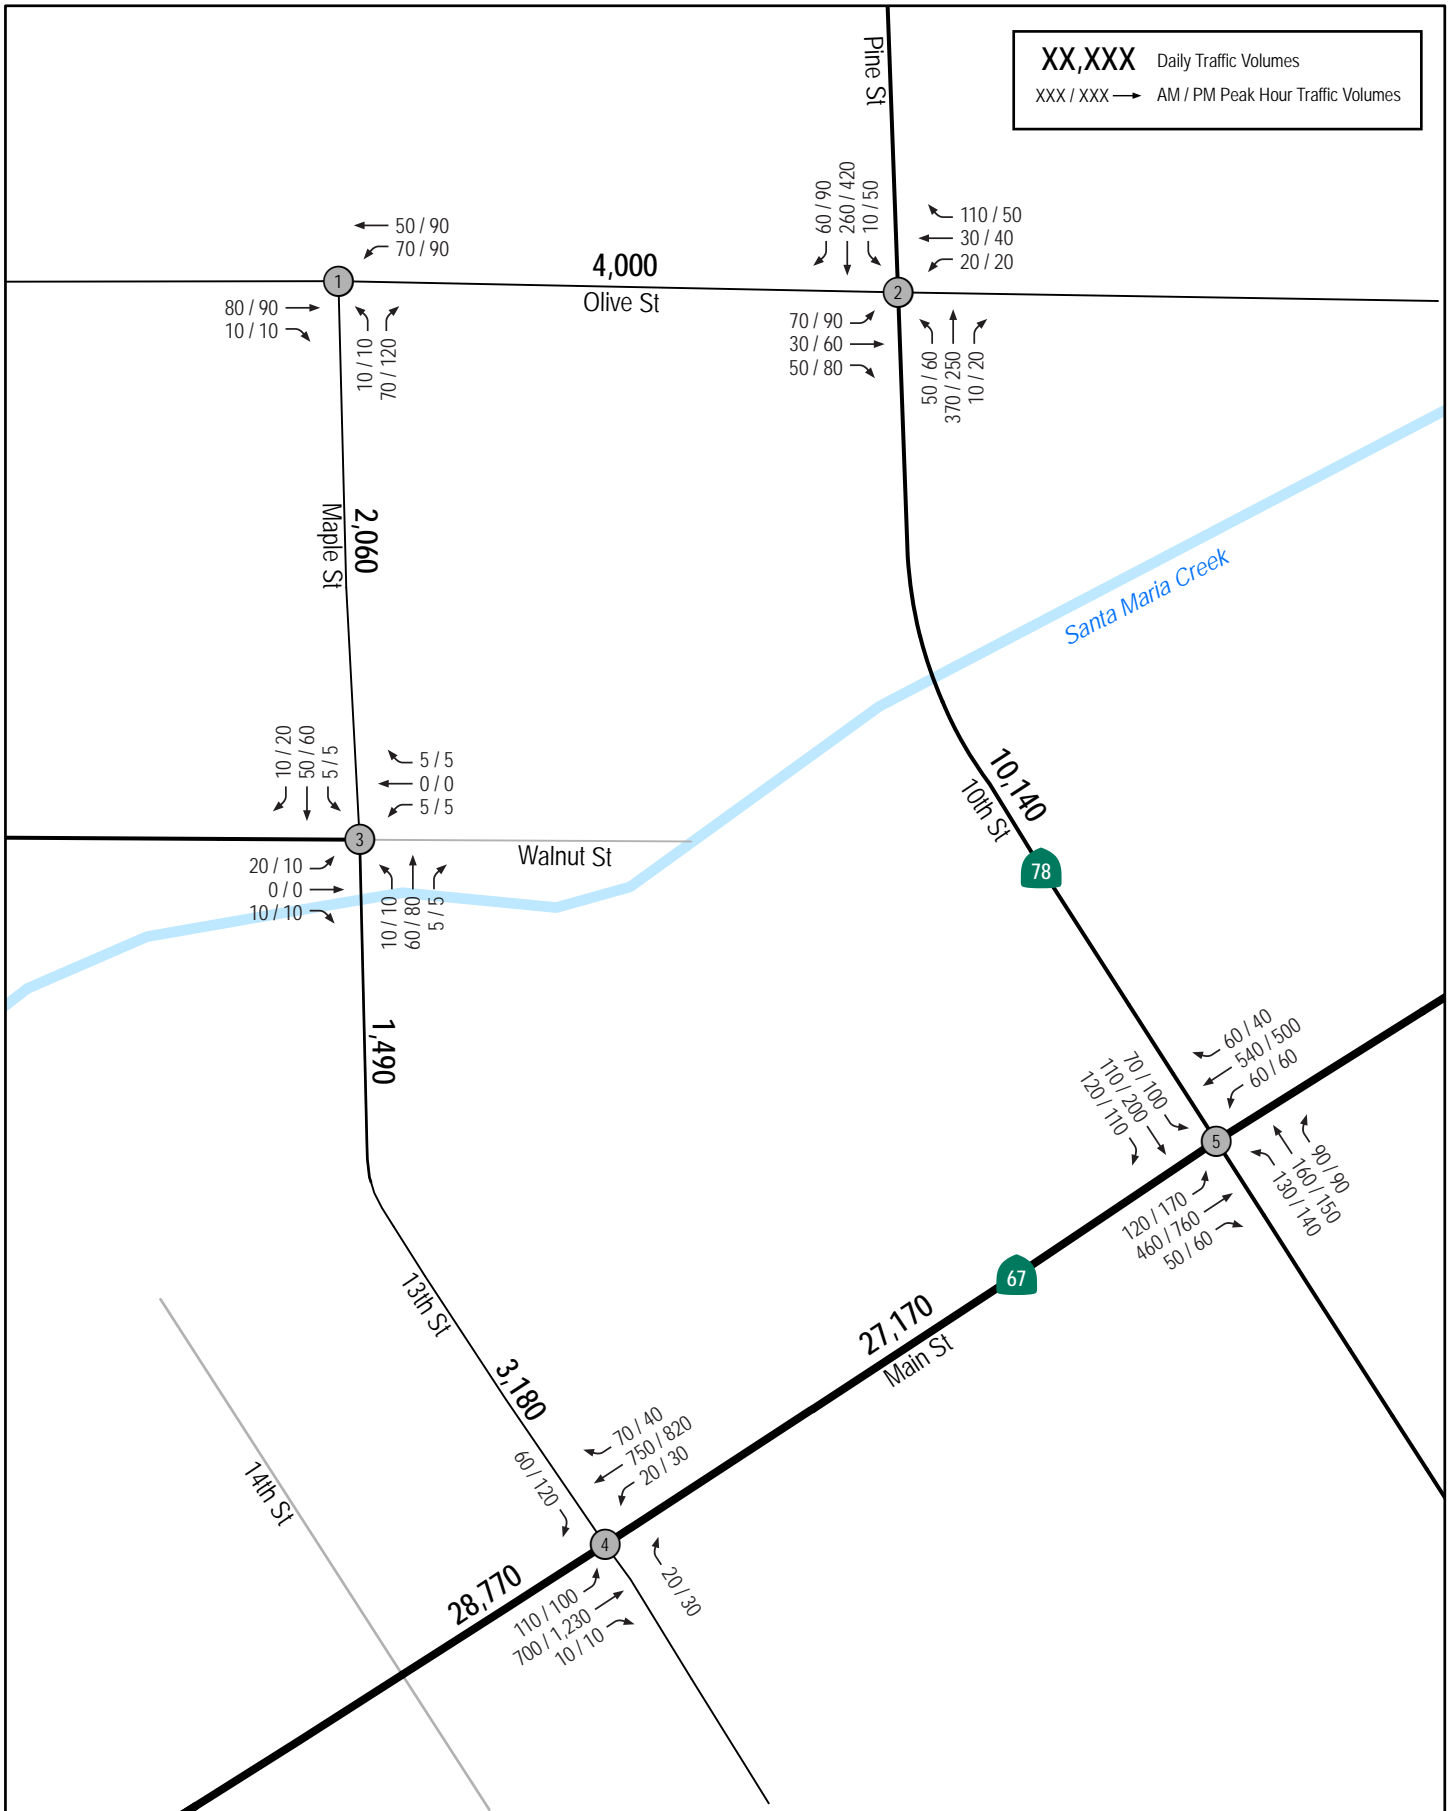 XX,XXX Daily Traffic Volumes
XXX / XXX AM / PM Peak Hour Traffic Volumes
Pine St
60 / 90
260 / 420
10 / 50
110 / 50
30 / 40
20 / 20
50 / 90
70 / 90
4,000
Olive St
1
2
80 / 90
10 / 10
10 / 10
70 / 120
70 / 90
30 / 60
50 / 80
50 / 60
370 / 250
10 / 20
2,060
Maple St
Santa Maria Creek
10 / 20
50 / 60
5 / 5
5 / 5
0 / 0
5 / 5
3
Walnut St
20 / 10
0 / 0
10 / 10
10 / 10
60 / 80
5 / 5
10,140
10th St
78
1,490
60 / 40
540 / 500
60 / 60
70 / 100
110 / 200
120 / 110
5
90 / 90
160 / 150
130 / 140
120 / 170
460 / 760
50 / 60
67
27,170
Main St
13th St
3,180
70 / 40
750 / 820
20 / 30
60 / 120
14th St
4
28,770
20 / 30
110 / 100
700 / 1,230
10 / 10